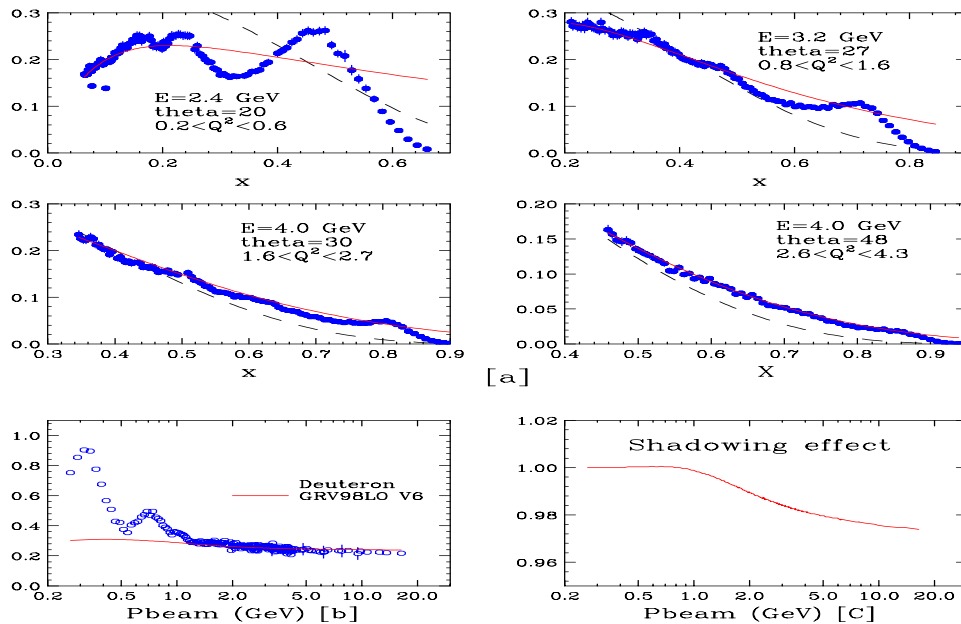 0.3
0.2
0.1
0.0
0.0 0.2 0.4 0.6
x
E=2.4 GeV
theta=20
0.2<Q^2<0.6
0.3
0.2
0.1
0.0
0.2 0.4 0.6 0.8
x
E=3.2 GeV
theta=27
0.8<Q^2<1.6
0.3
0.2
0.1
0.0
0.3 0.4 0.5 0.6 0.7 0.8 0.9
x
E=4.0 GeV
theta=30
1.6<Q^2<2.7
0.20
0.15
0.10
0.05
0.00
0.4 0.5 0.6 0.7 0.8 0.9
X
E=4.0 GeV
theta=48
2.6<Q^2<4.3
[a]
1.0
0.8
0.6
0.4
0.2
0.0
0.2 0.5 1.0 2.0 5.0 10.0 20.0
Pbeam (GeV) [b]
Deuteron
GRV98LO V6
1.02
1.00
0.98
0.96
0.2 0.5 1.0 2.0 5.0 10.0 20.0
Pbeam (GeV) [C]
Shadowing effect